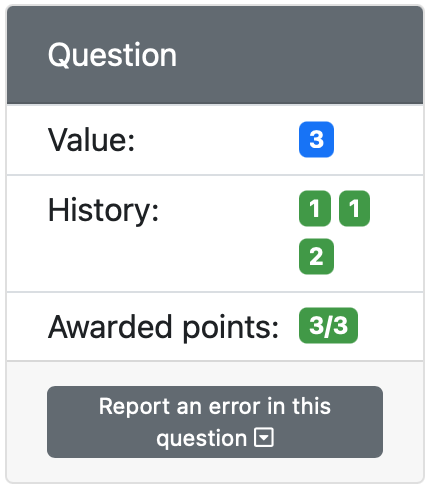 Question
Value: 3
History: 1 1
2
Awarded points: 3/3
Report an error in this
question